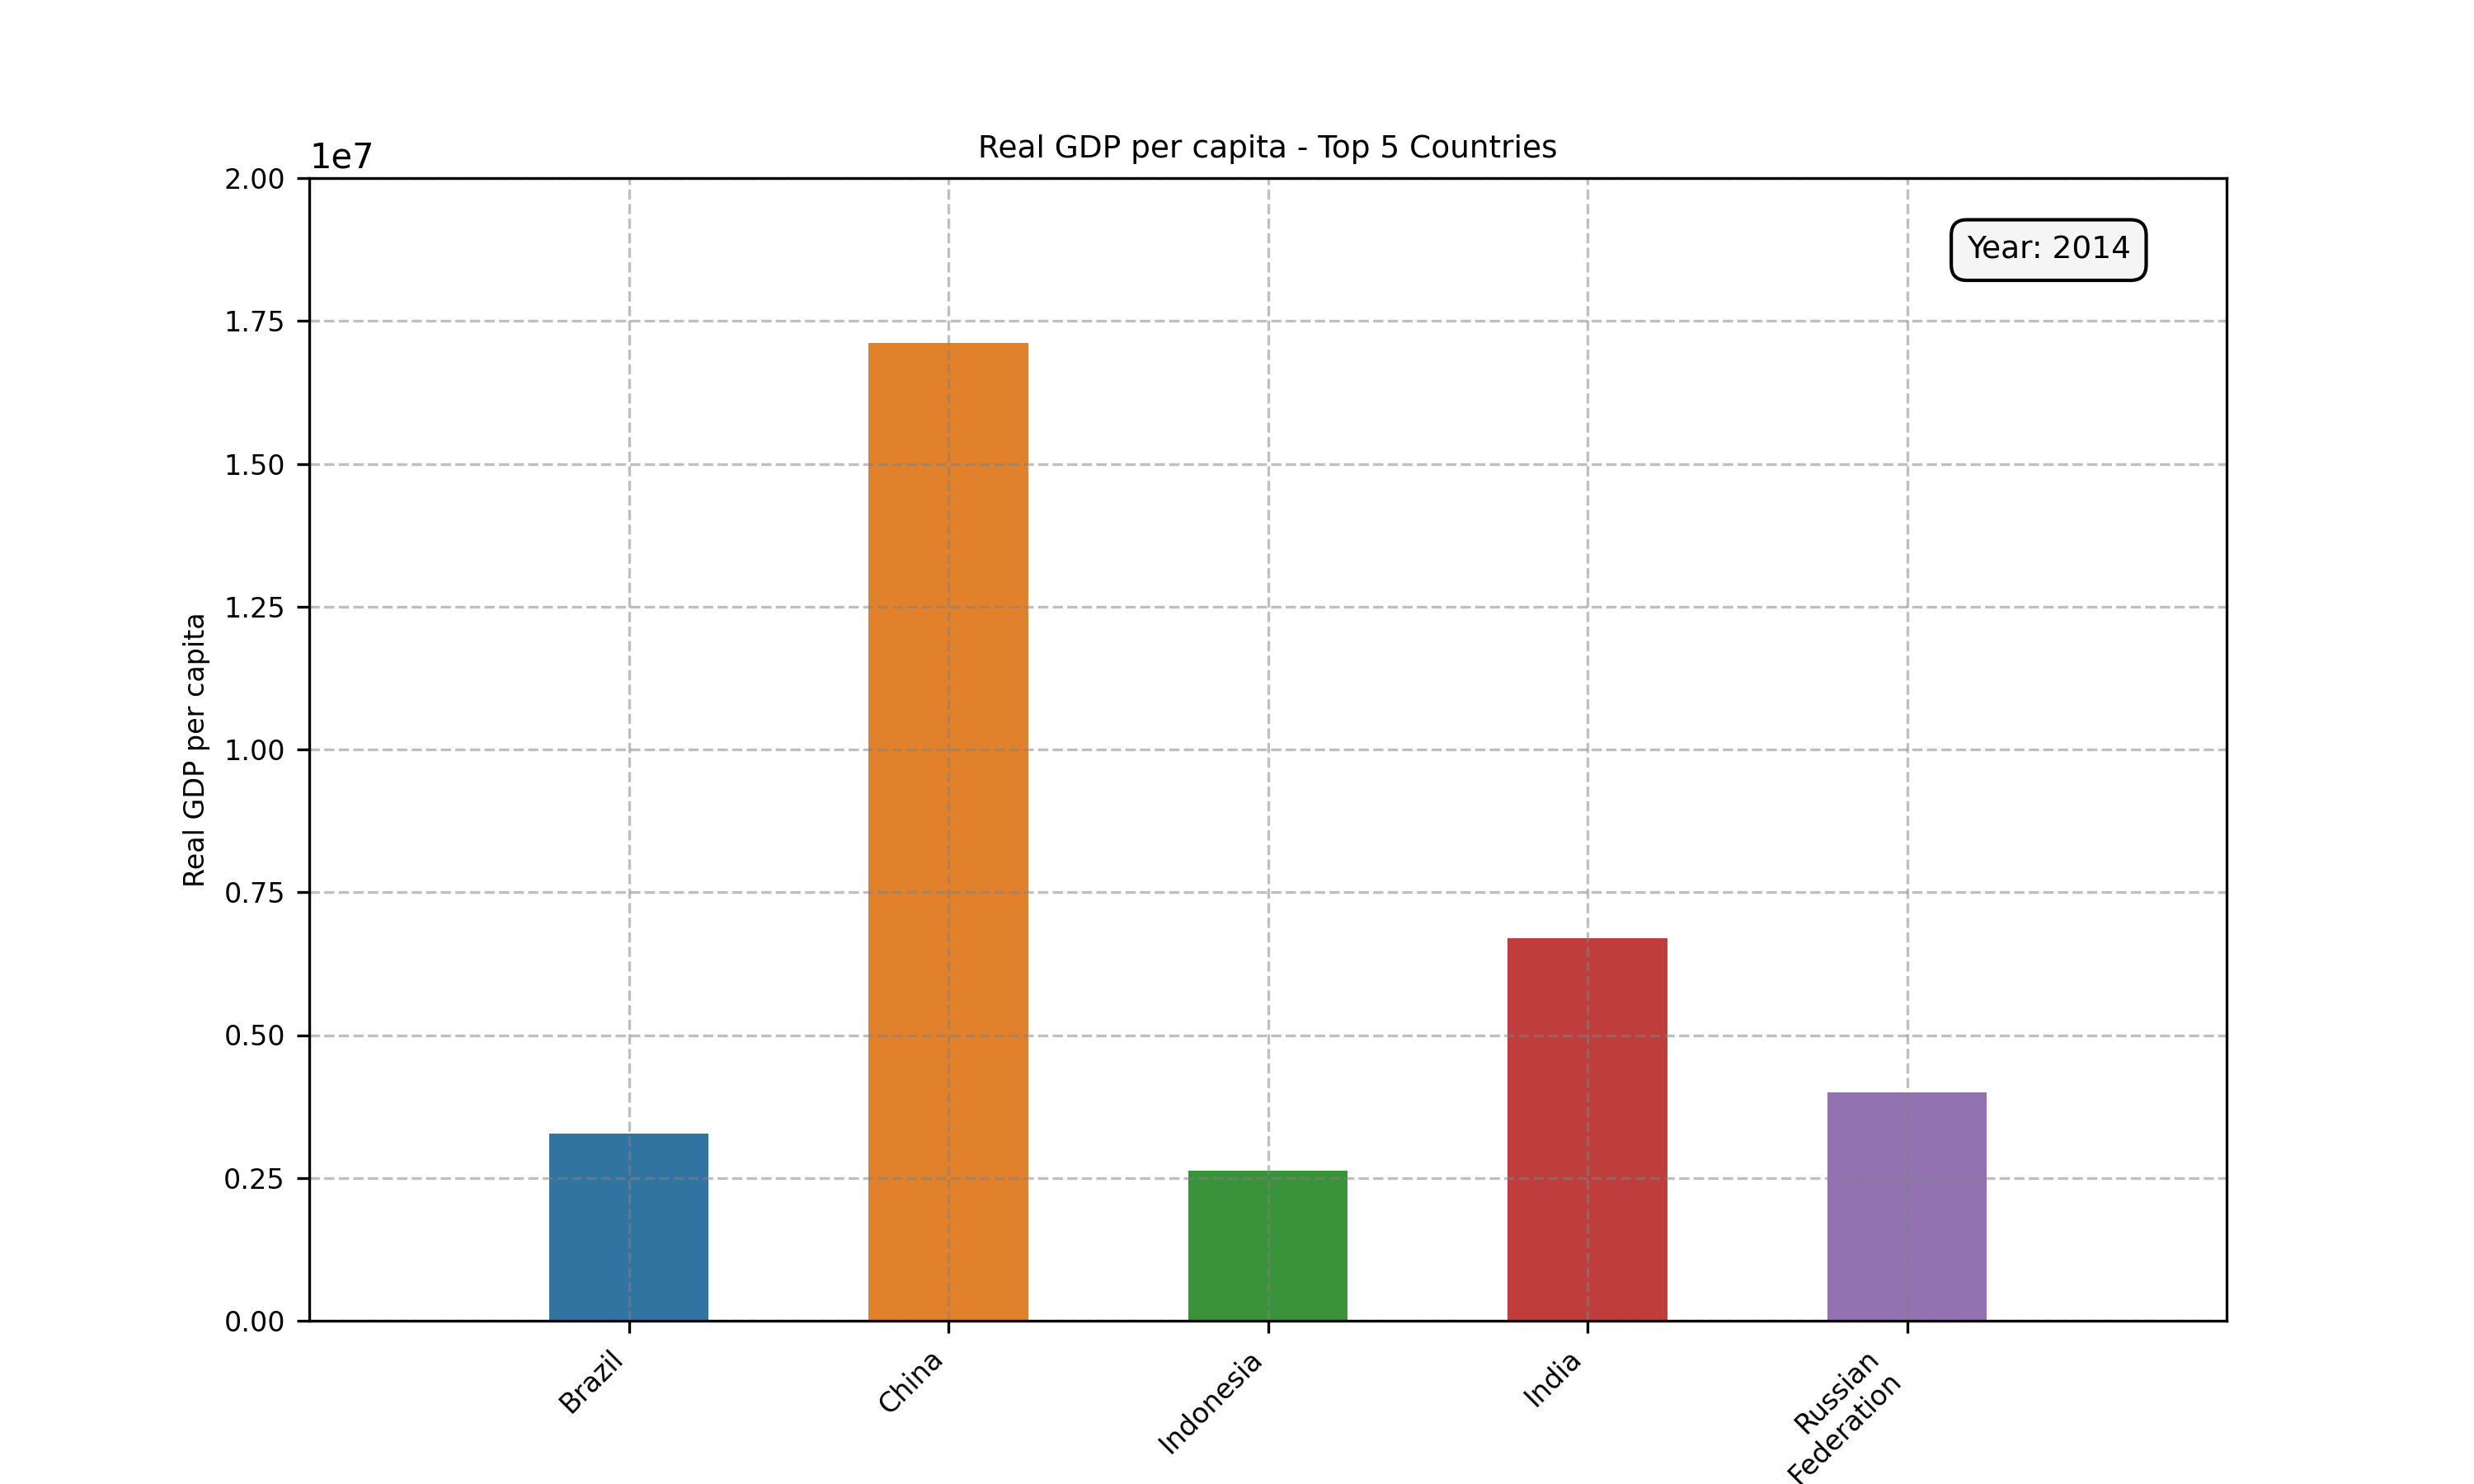 Real GDP per capita - Top 5 Countries
1e7
2.00
1.75
1.50
1.25
1.00
0.75
0.50
0.25
0.00
Real GDP per capita
Year: 2014
Brazil
China
Indonesia
India
Russian
Federation